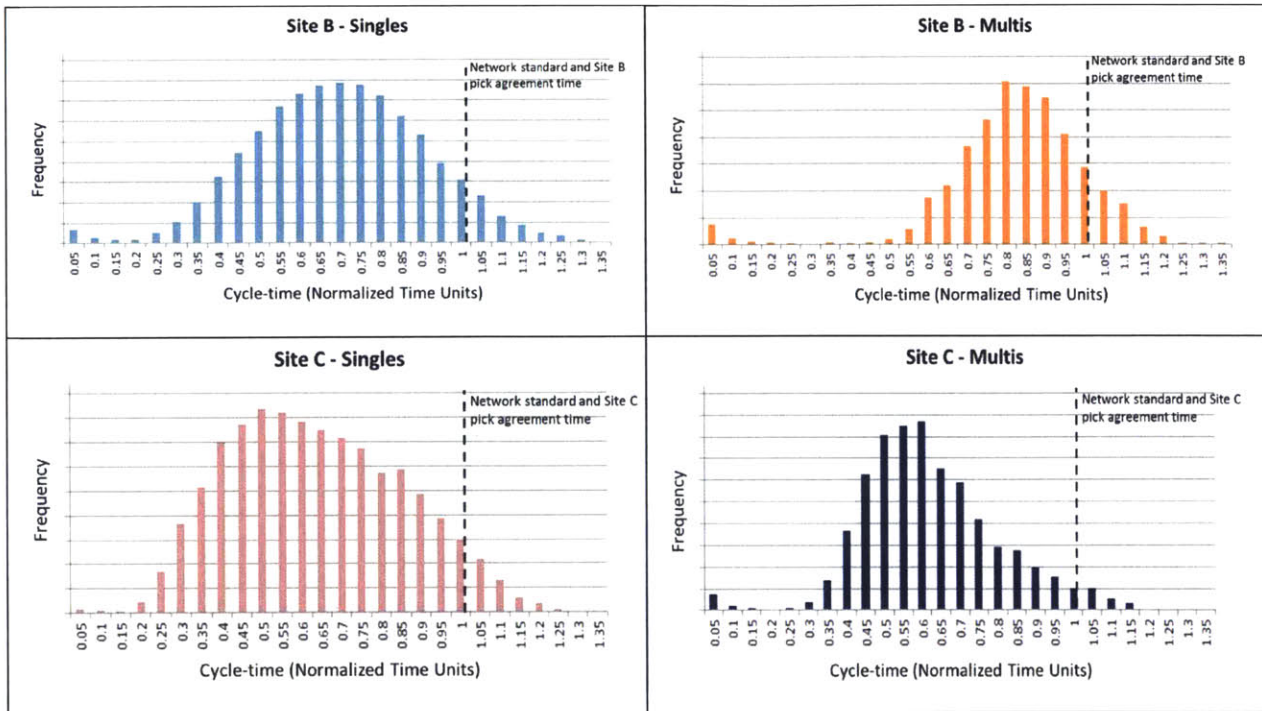 Site B - Singles
Network standard and Site B
pick agreement time
Frequency
0.05 0.1 0.15 0.2 0.25 0.3 0.35 0.4 0.45 0.5 0.55 0.6 0.65 0.7 0.75 0.8 0.85 0.9 0.95 1 1.05 1.1 1.15 1.2 1.25 1.3 1.35
Cycle-time (Normalized Time Units)
Site B - Multis
Network standard and Site B
pick agreement time
Frequency
0.05 0.1 0.15 0.2 0.25 0.3 0.35 0.4 0.45 0.5 0.55 0.6 0.65 0.7 0.75 0.8 0.85 0.9 0.95 1 1.05 1.1 1.15 1.2 1.25 1.3 1.35
Cycle-time (Normalized Time Units)
Site C - Singles
Network standard and Site C
pick agreement time
Frequency
0.05 0.1 0.15 0.2 0.25 0.3 0.35 0.4 0.45 0.5 0.55 0.6 0.65 0.7 0.75 0.8 0.85 0.9 0.95 1 1.05 1.1 1.15 1.2 1.25 1.3 1.35
Cycle-time (Normalized Time Units)
Site C - Multis
Network standard and Site C
pick agreement time
Frequency
0.05 0.1 0.15 0.2 0.25 0.3 0.35 0.4 0.45 0.5 0.55 0.6 0.65 0.7 0.75 0.8 0.85 0.9 0.95 1 1.05 1.1 1.15 1.2 1.25 1.3 1.35
Cycle-time (Normalized Time Units)